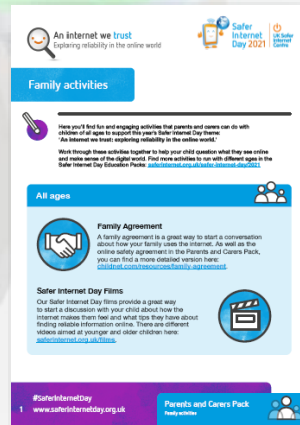 An internet we trust
Exploring reliability in the online world
Safer
Internet
Day 2021
UK Safer
Internet
Centre
Family activities
Here you'll find fun and engaging activities that parents and carers can do with
children of all ages to support this year's Safer Internet Day theme:
'An internet we trust: exploring reliability in the online world.'
Work through these activities together to help your child question what they see online
and make sense of the digital world. Find more activities to run with different ages in the
Safer Internet Day Education Packs: saferinternet.org.uk/safer-internet-day/2021
All ages
Family Agreement
A family agreement is a great way to start a conversation
about how your family uses the internet. As well as the
online safety agreement in the Parents and Carers Pack,
you can find a more detailed version here:
childnet.com/resources/family-agreement.
Safer Internet Day Films
Our Safer Internet Day films provide a great way
to start a discussion with your child about how the
internet makes them feel and what tips they have about
finding reliable information online. There are different
videos aimed at younger and older children here:
saferinternet.org.uk/films.
#SaferInternetDay
1 www.saferinternetday.org.uk
Parents and Carers Pack
Family activities